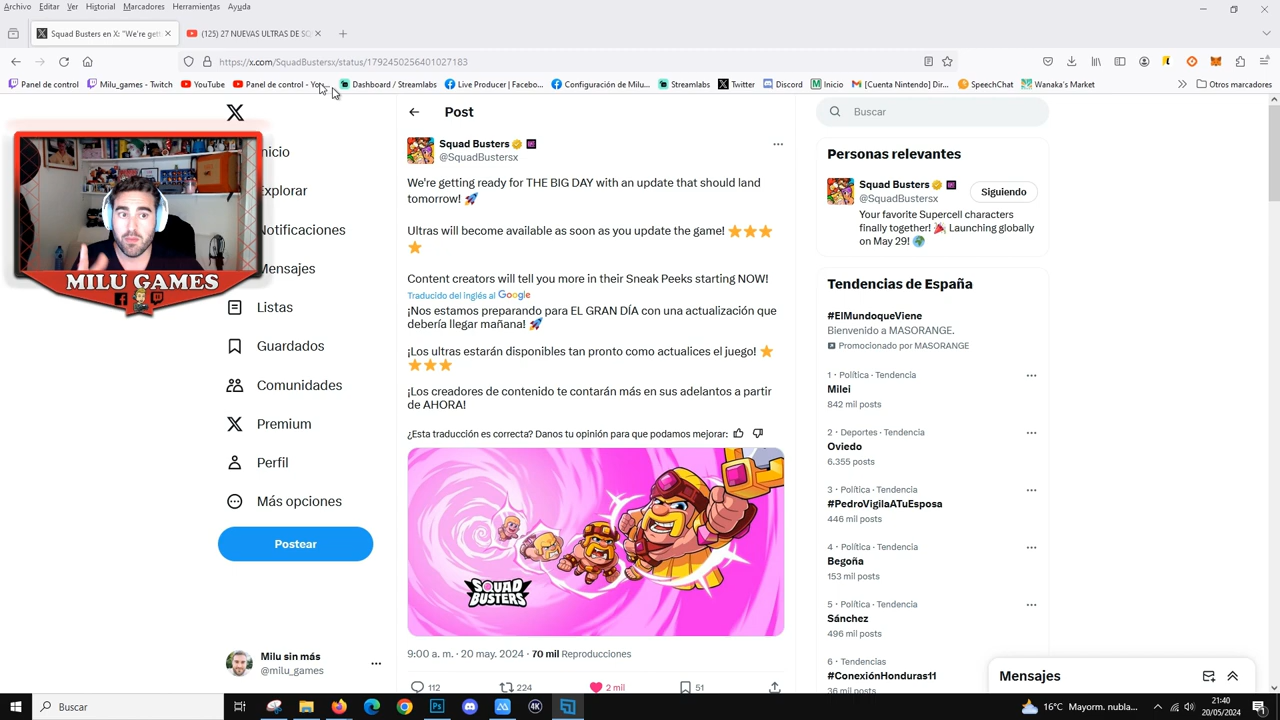 Archivo Editar Ver Historial Marcadores Herramientas Ayuda
Squad Busters en X: "We're gett
(125) 27 NUEVAS ULTRAS DE SQ
https://x.com/SquadBustersx/status/1792450256401027183
Panel de control Milu_games - Twitch YouTube Panel de control - You Dashboard / Streamlabs Live Producer | Facebo... Configuración de Milu... Streamlabs Twitter Discord Inicio [Cuenta Nintendo] Dir... SpeechChat Wanaka's Market Otros marcadores
Inicio
Explorar
Notificaciones
Mensajes
Listas
Guardados
Comunidades
Premium
Perfil
Más opciones
Postear
Milu sin más
@milu_games
MILU GAMES
Post
Squad Busters
@SquadBustersx
We're getting ready for THE BIG DAY with an update that should land
tomorrow!
Ultras will become available as soon as you update the game!
Content creators will tell you more in their Sneak Peeks starting NOW!
Traducido del inglés al Google
¡Nos estamos preparando para EL GRAN DÍA con una actualización que
debería llegar mañana!
¡Los ultras estarán disponibles tan pronto como actualices el juego!
¡Los creadores de contenido te contarán más en sus adelantos a partir
de AHORA!
¿Esta traducción es correcta? Danos tu opinión para que podamos mejorar:
SQUAD
BUSTERS
9:00 a. m. · 20 may. 2024 · 70 mil Reproducciones
112 224 2 mil 51
Buscar
Personas relevantes
Squad Busters
@SquadBustersx
Siguiendo
Your favorite Supercell characters
finally together! Launching globally
on May 29!
Tendencias de España
#ElMundoqueViene
Bienvenido a MASORANGE.
Promocionado por MASORANGE
1 · Política · Tendencia
Milei
842 mil posts
2 · Deportes · Tendencia
Oviedo
6.355 posts
3 · Política · Tendencia
#PedroVigilaATuEsposa
446 mil posts
4 · Política · Tendencia
Begoña
153 mil posts
5 · Política · Tendencia
Sánchez
496 mil posts
6 · Tendencias
#ConexiónHonduras11
36 mil posts
Mensajes
Buscar
16°C Mayorm. nubla...
21:40
20/05/2024